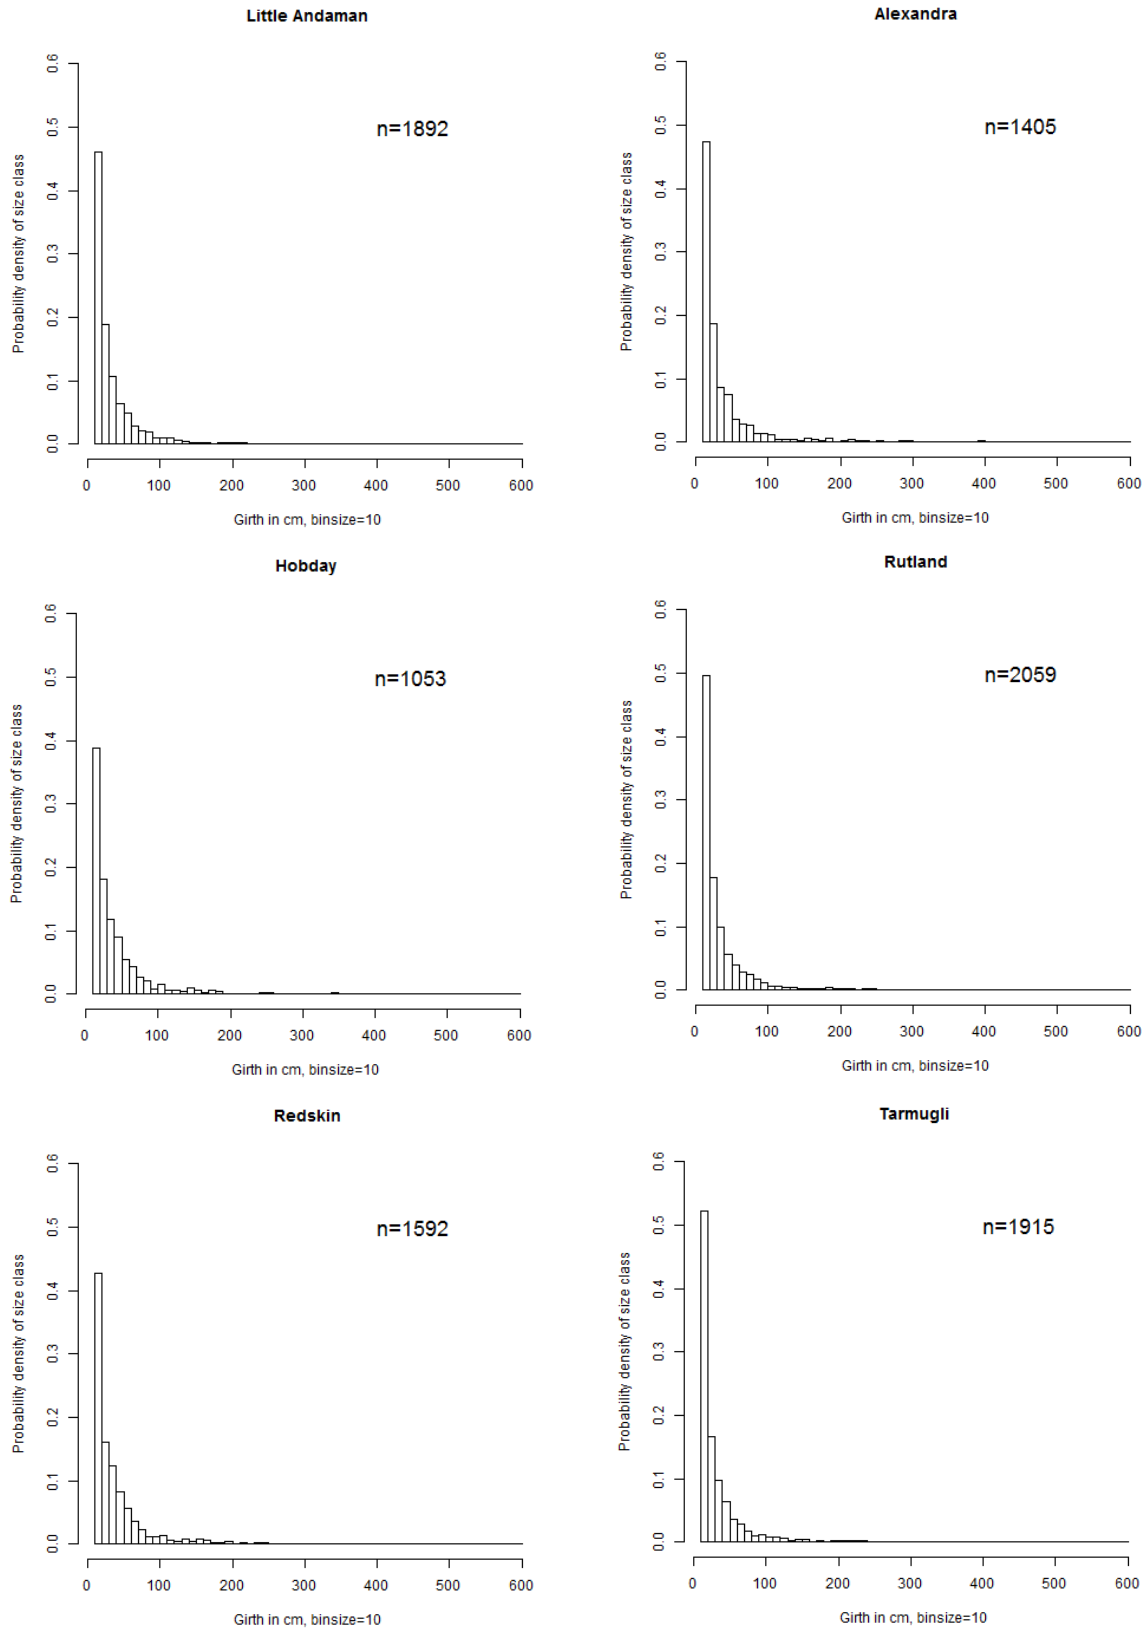 Little Andaman
Probability density of size class
0.0 0.1 0.2 0.3 0.4 0.5 0.6
n=1892
0 100 200 300 400 500 600
Girth in cm, binsize=10
Alexandra
Probability density of size class
0.0 0.1 0.2 0.3 0.4 0.5 0.6
n=1405
0 100 200 300 400 500 600
Girth in cm, binsize=10
Hobday
Probability density of size class
0.0 0.1 0.2 0.3 0.4 0.5 0.6
n=1053
0 100 200 300 400 500 600
Girth in cm, binsize=10
Rutland
Probability density of size class
0.0 0.1 0.2 0.3 0.4 0.5 0.6
n=2059
0 100 200 300 400 500 600
Girth in cm, binsize=10
Redskin
Probability density of size class
0.0 0.1 0.2 0.3 0.4 0.5 0.6
n=1592
0 100 200 300 400 500 600
Girth in cm, binsize=10
Tarmugli
Probability density of size class
0.0 0.1 0.2 0.3 0.4 0.5 0.6
n=1915
0 100 200 300 400 500 600
Girth in cm, binsize=10